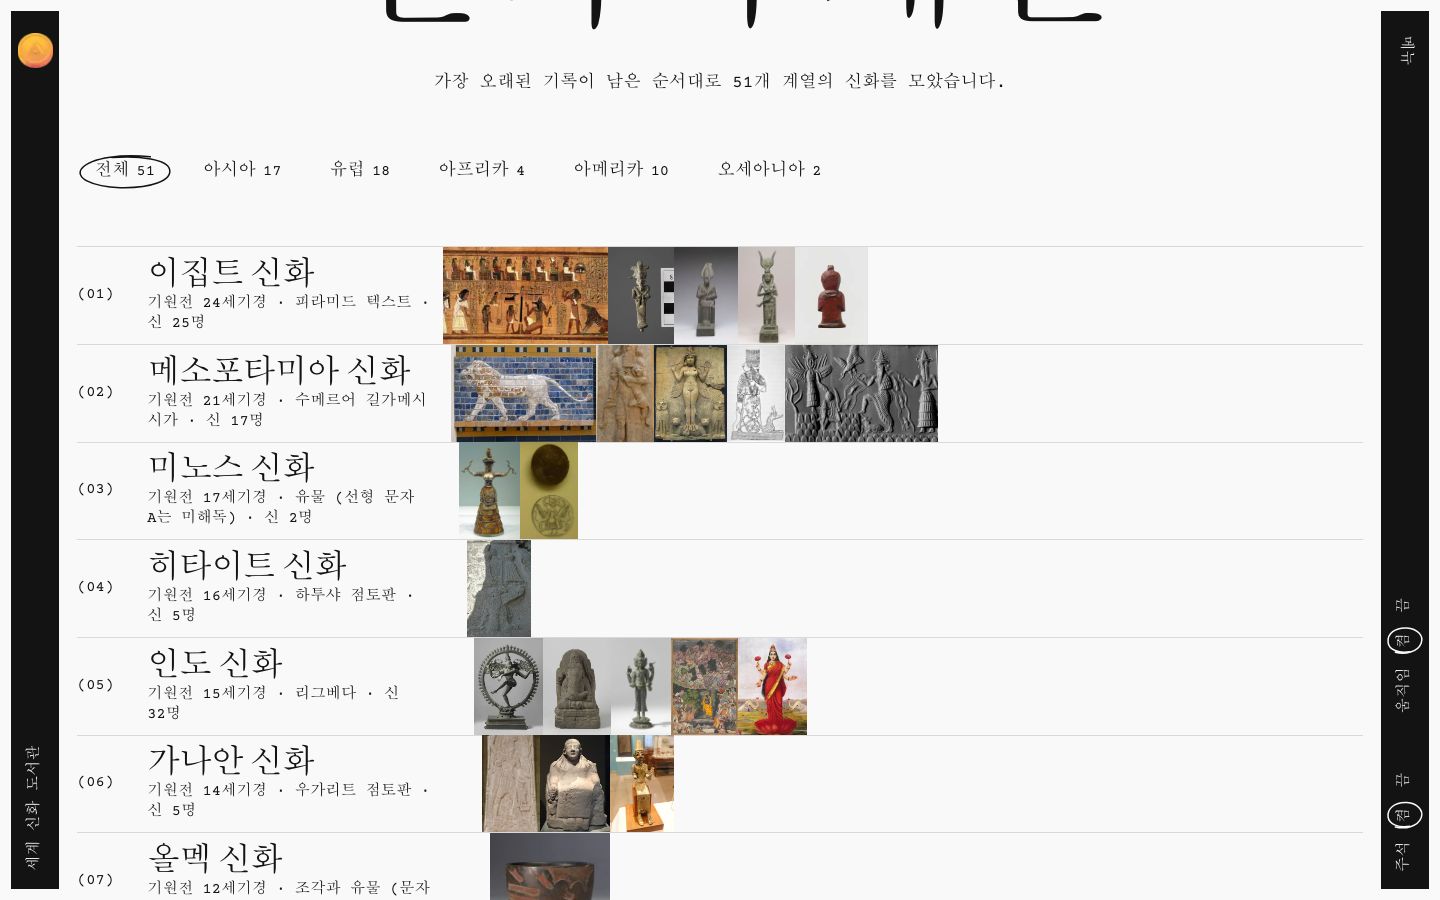 가장 오래된 기록이 남은 순서대로 51개 계열의 신화를 모았습니다.
전체 51
아시아 17
유럽 18
아프리카 4
아메리카 10
오세아니아 2
(01)
이집트 신화
기원전 24세기경 · 피라미드 텍스트 ·
신 25명
(02)
메소포타미아 신화
기원전 21세기경 · 수메르어 길가메시
시가 · 신 17명
(03)
미노스 신화
기원전 17세기경 · 유물 (선형 문자
A는 미해독) · 신 2명
(04)
히타이트 신화
기원전 16세기경 · 하투샤 점토판 ·
신 5명
(05)
인도 신화
기원전 15세기경 · 리그베다 · 신
32명
(06)
가나안 신화
기원전 14세기경 · 우가리트 점토판 ·
신 5명
(07)
올멕 신화
기원전 12세기경 · 조각과 유물 (문자
세계 신화 도서관
메뉴
움직임 켬 끔
주석 켬 끔